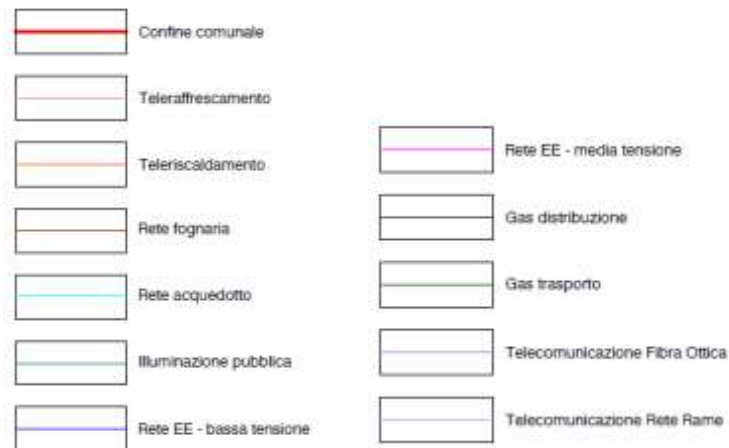 Confine comunale
Teleraffrescamento
Teleriscaldamento
Rete fognaria
Rete acquedotto
Illuminazione pubblica
Rete EE - bassa tensione
Rete EE - media tensione
Gas distribuzione
Gas trasporto
Telecomunicazione Fibra Ottica
Telecomunicazione Rete Rame